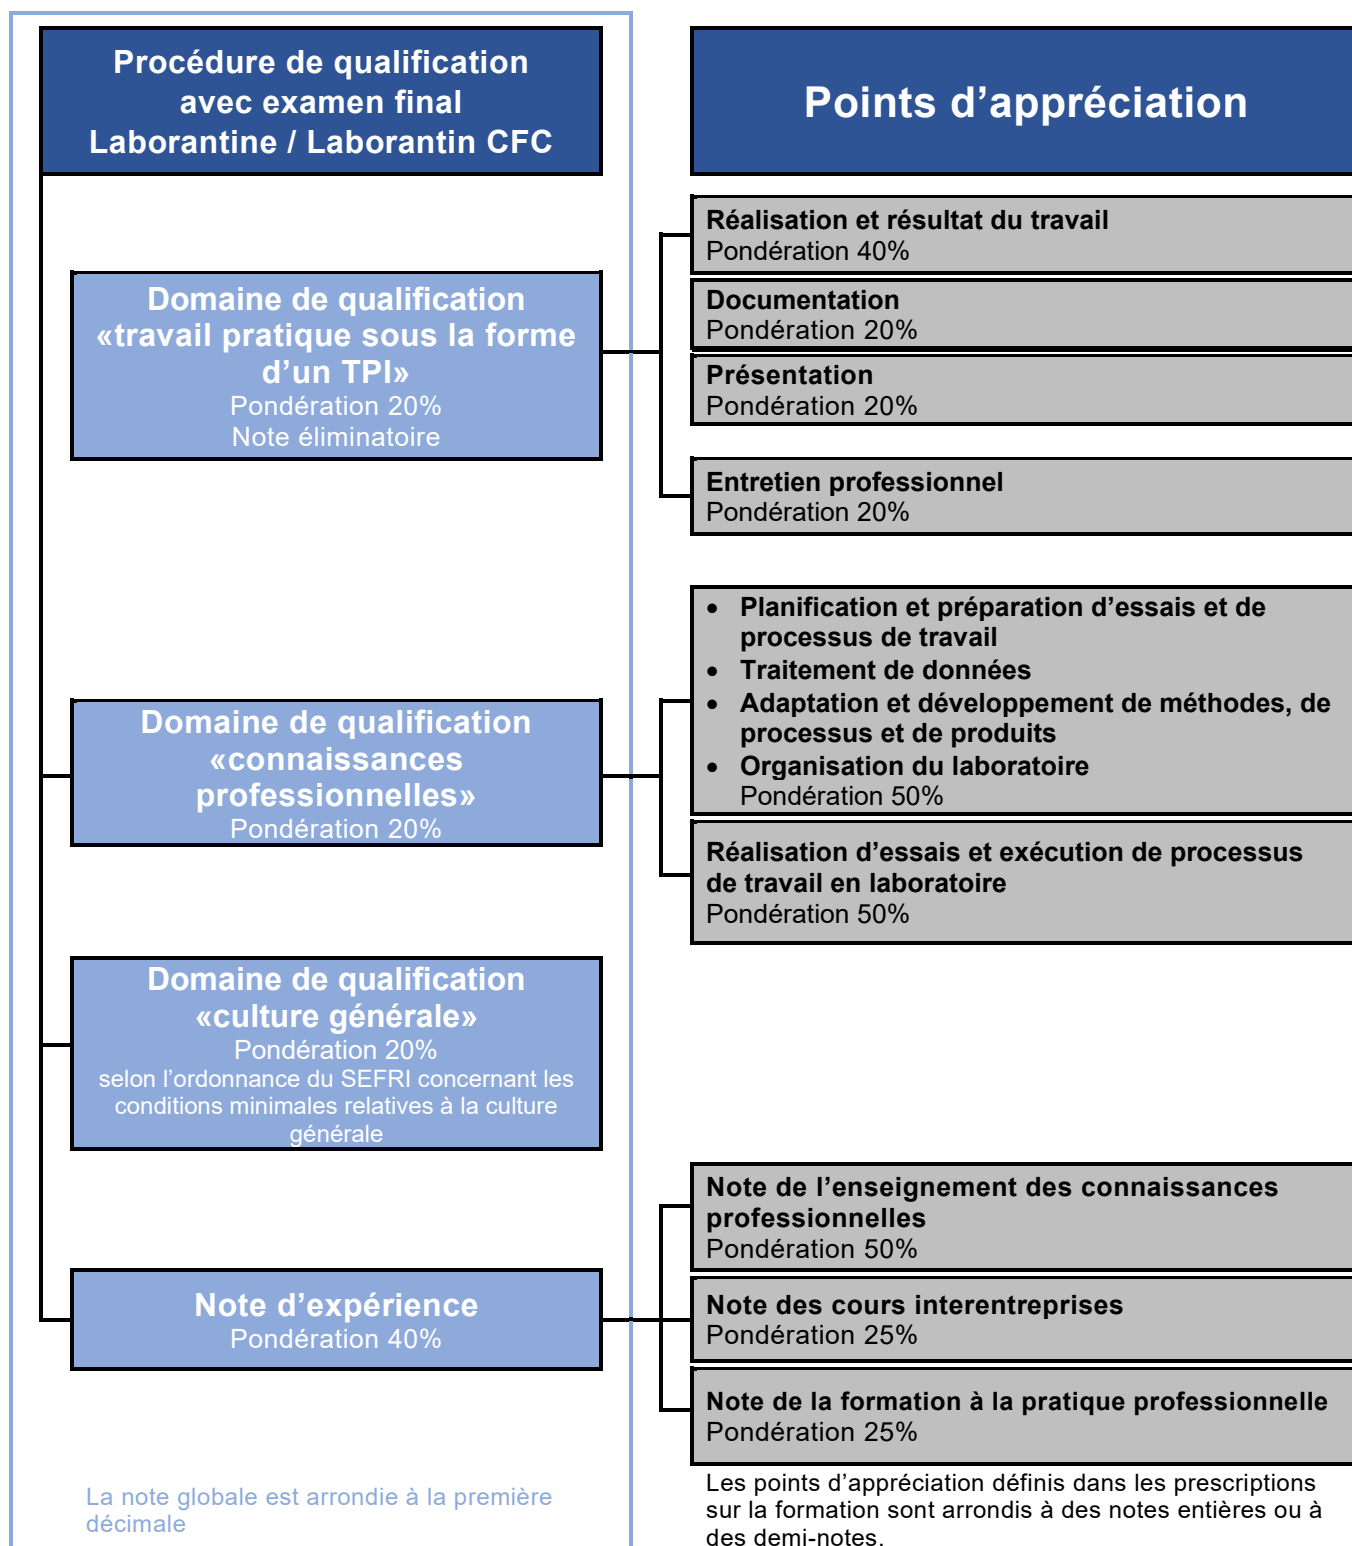 Procédure de qualification
avec examen final
Laborantine / Laborantin CFC
Points d’appréciation
Domaine de qualification
«travail pratique sous la forme
d’un TPI»
Pondération 20%
Note éliminatoire
Réalisation et résultat du travail
Pondération 40%
Documentation
Pondération 20%
Présentation
Pondération 20%
Entretien professionnel
Pondération 20%
Domaine de qualification
«connaissances
professionnelles»
Pondération 20%
• Planification et préparation d’essais et de
processus de travail
• Traitement de données
• Adaptation et développement de méthodes, de
processus et de produits
• Organisation du laboratoire
Pondération 50%
Réalisation d’essais et exécution de processus
de travail en laboratoire
Pondération 50%
Domaine de qualification
«culture générale»
Pondération 20%
selon l’ordonnance du SEFRI concernant les
conditions minimales relatives à la culture
générale
Note d’expérience
Pondération 40%
Note de l’enseignement des connaissances
professionnelles
Pondération 50%
Note des cours interentreprises
Pondération 25%
Note de la formation à la pratique professionnelle
Pondération 25%
La note globale est arrondie à la première
décimale
Les points d’appréciation définis dans les prescriptions
sur la formation sont arrondis à des notes entières ou à
des demi-notes.